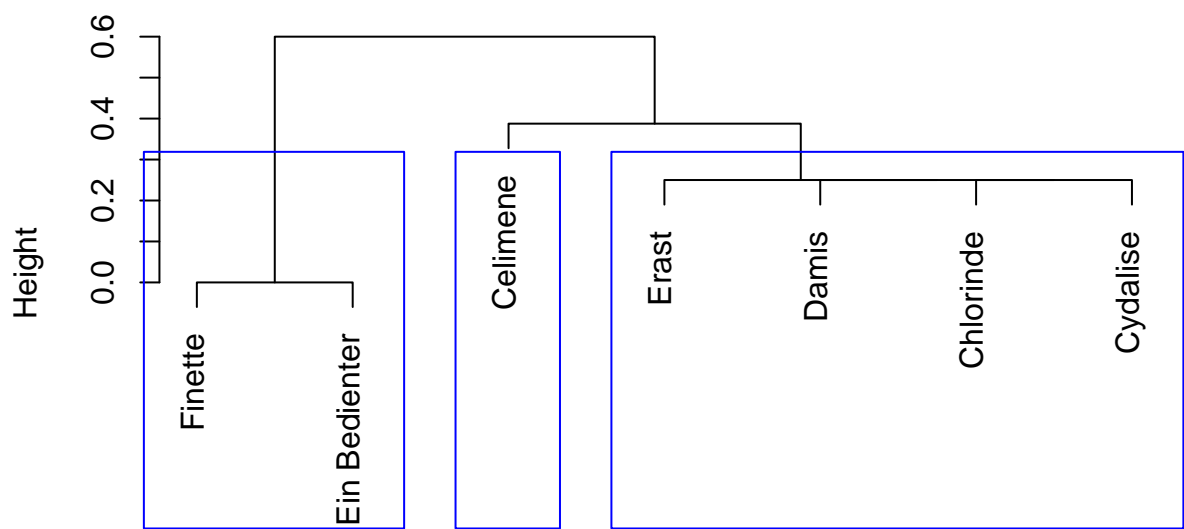 Height
0.6
0.4
0.2
0.0
Finette
Ein Bedienter
Celimene
Erast
Damis
Chlorinde
Cydalise